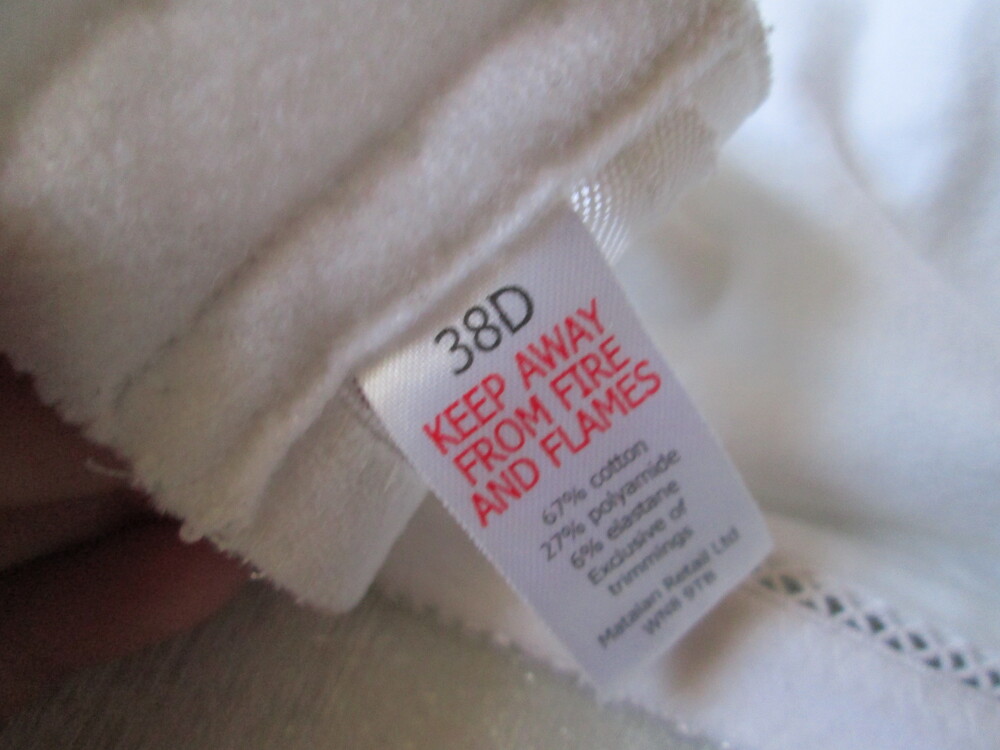 38D
KEEP AWAY
FROM FIRE
AND FLAMES
67% cotton
27% polyamide
6% elastane
Exclusive of
trimmings
Matalan Retail Ltd
WN8 9TB